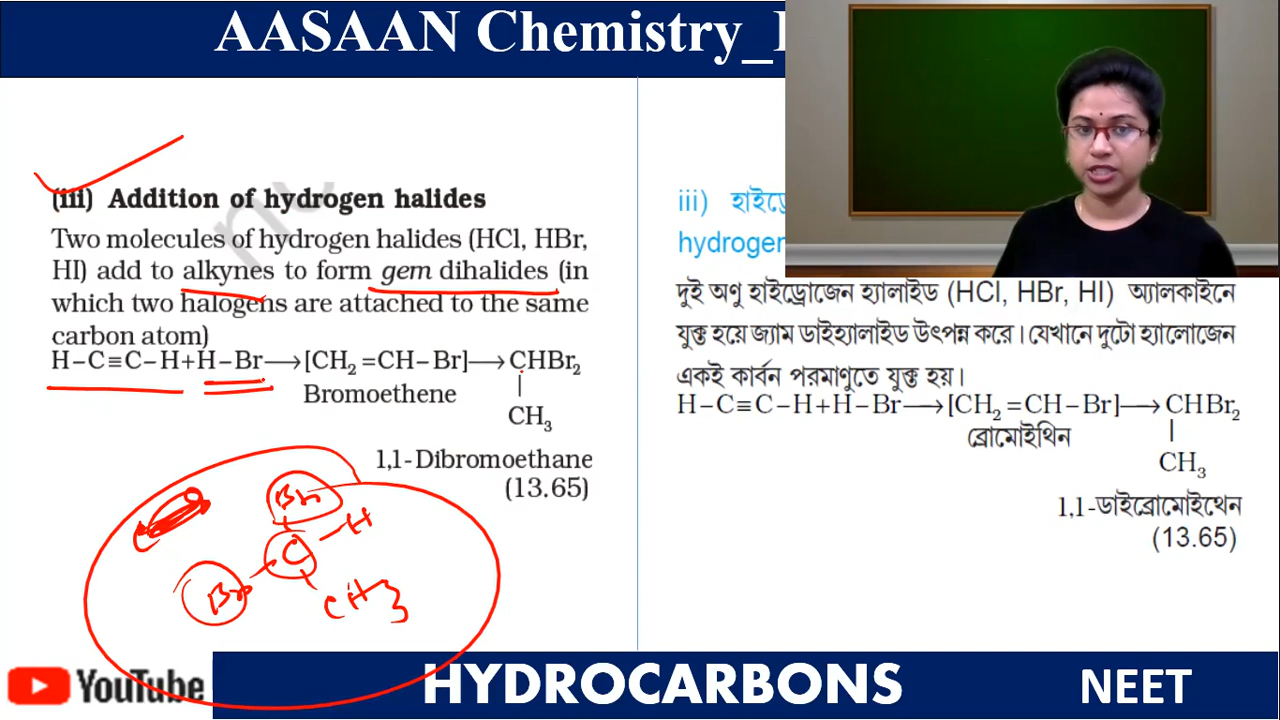 AASAAN Chemistry_
(iii) Addition of hydrogen halides
Two molecules of hydrogen halides (HCl, HBr,
HI) add to alkynes to form gem dihalides (in
which two halogens are attached to the same
carbon atom)
H–C≡C–H+H–Br⟶[CH₂=CH–Br]⟶CHBr₂
|
Bromoethene
CH₃
1,1-Dibromoethane
(13.65)
Br
C–H
Br
CH3
iii)
hydrogen
দুই অণু হাইড্রোজেন হ্যালাইড (HCl, HBr, HI) অ্যালকাইনে
যুক্ত হয়ে জ্যাম ডাইহ্যালাইড উৎপন্ন করে। যেখানে দুটো হ্যালোজেন
একই কার্বন পরমাণুতে যুক্ত হয়।
H–C≡C–H+H–Br⟶[CH₂=CH–Br]⟶CHBr₂
|
ব্রোমোইথিন
CH₃
1,1-ডাইব্রোমোইথেন
(13.65)
YouTube
HYDROCARBONS
NEET